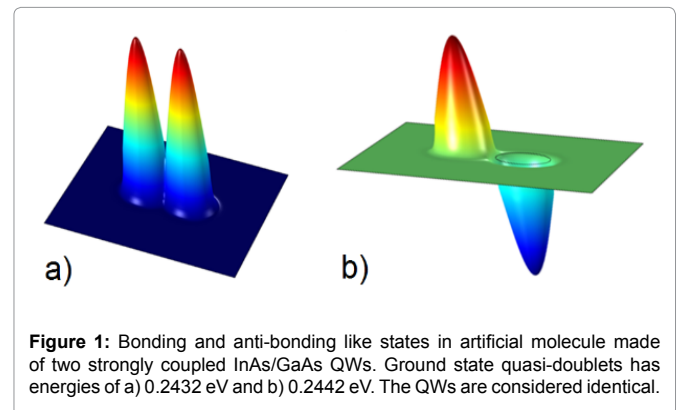 a)
b)
Figure 1: Bonding and anti-bonding like states in artificial molecule made
of two strongly coupled InAs/GaAs QWs. Ground state quasi-doublets has
energies of a) 0.2432 eV and b) 0.2442 eV. The QWs are considered identical.